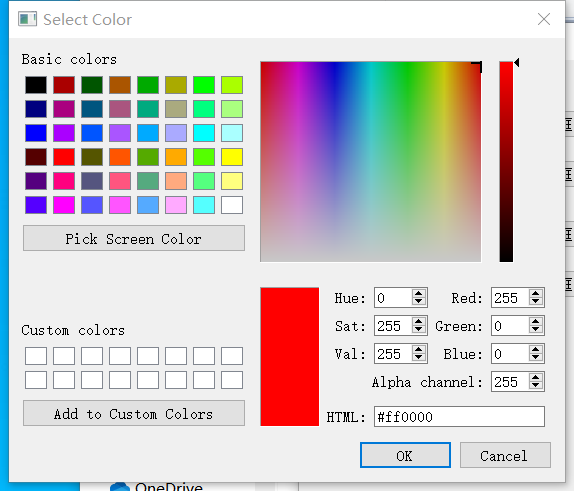 Select Color
Basic colors
Pick Screen Color
Custom colors
Add to Custom Colors
Hue: 0
Red: 255
Sat: 255
Green: 0
Val: 255
Blue: 0
Alpha channel: 255
HTML: #ff0000
OK
Cancel
OneDrive